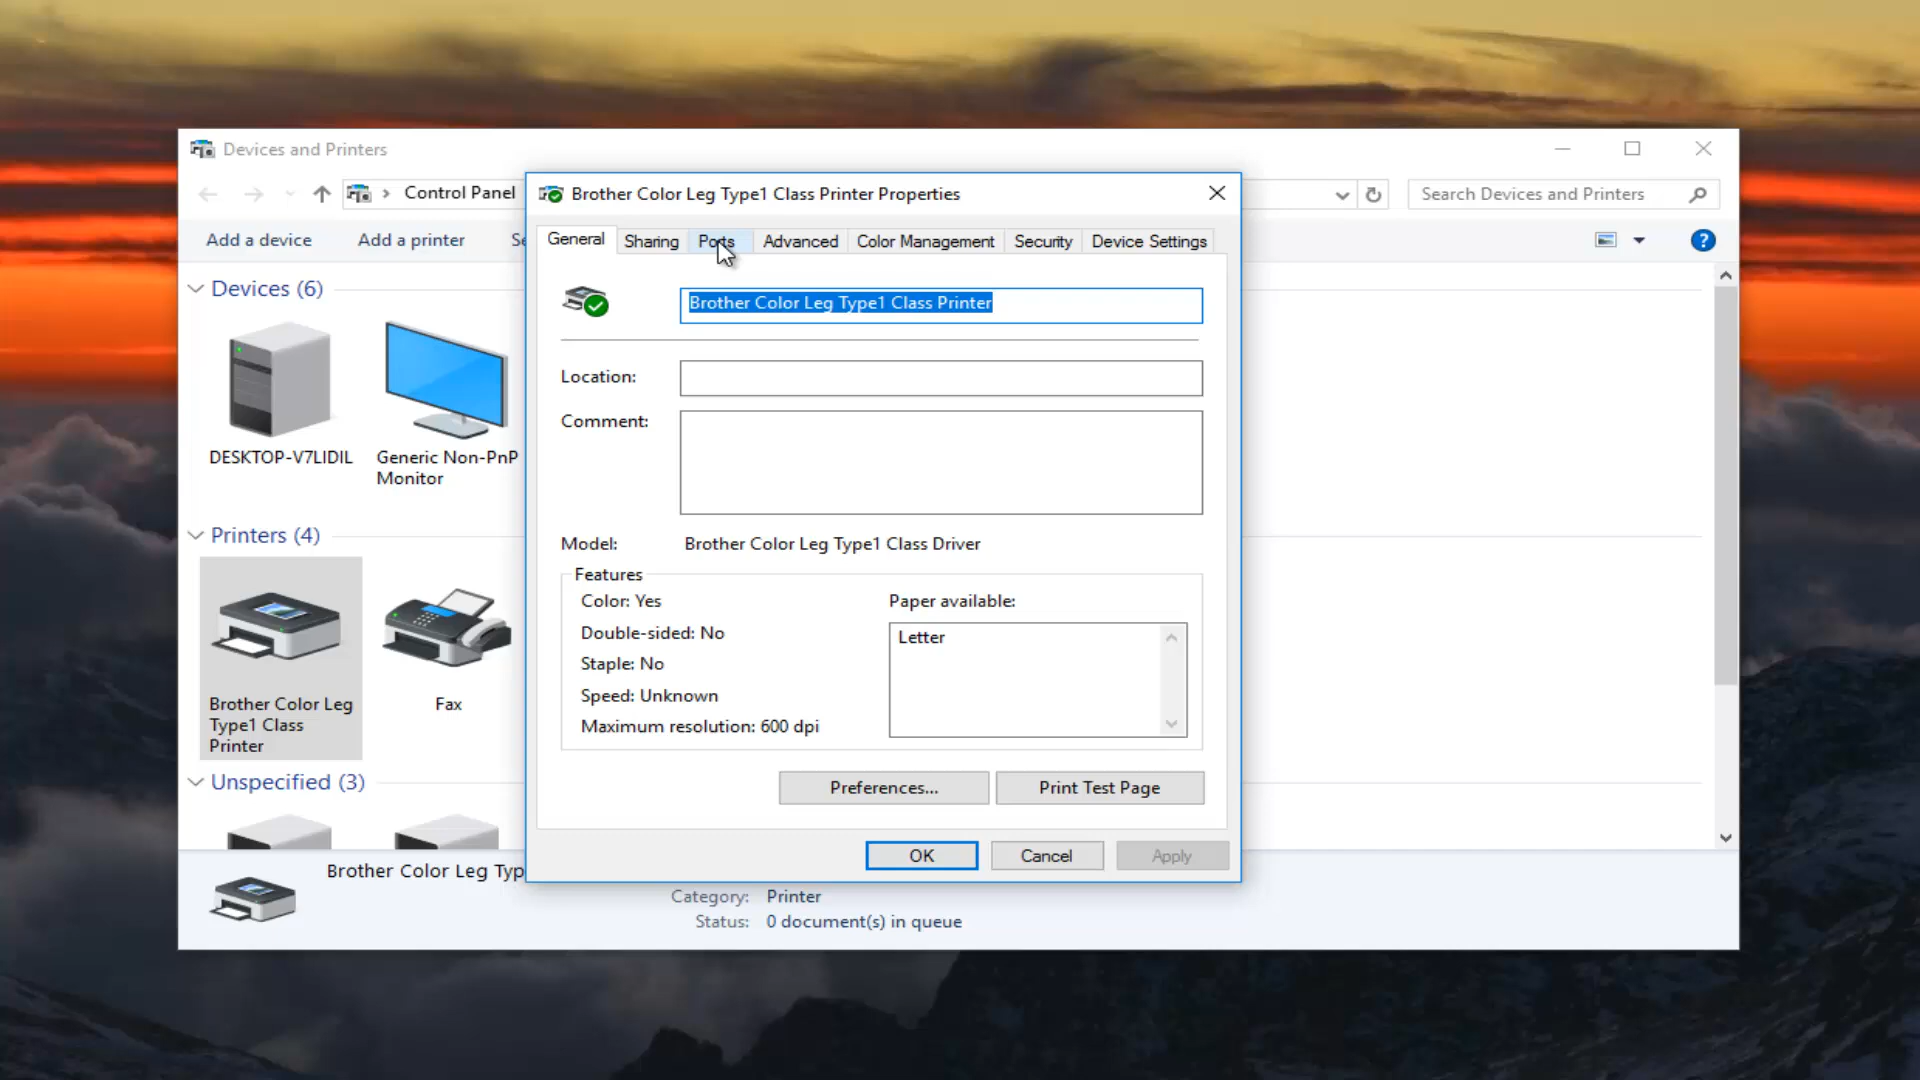 Devices and Printers
Control Panel
Search Devices and Printers
Add a device
Add a printer
Se
?
Devices (6)
DESKTOP-V7LIDIL
Generic Non-PnP
Monitor
Printers (4)
Brother Color Leg
Type1 Class
Printer
Fax
Unspecified (3)
Brother Color Leg Typ
Category: Printer
Status: 0 document(s) in queue
Brother Color Leg Type1 Class Printer Properties
General Sharing Ports Advanced Color Management Security Device Settings
Brother Color Leg Type1 Class Printer
Location:
Comment:
Model: Brother Color Leg Type1 Class Driver
Features
Color: Yes
Double-sided: No
Staple: No
Speed: Unknown
Maximum resolution: 600 dpi
Paper available:
Letter
Preferences...
Print Test Page
OK
Cancel
Apply